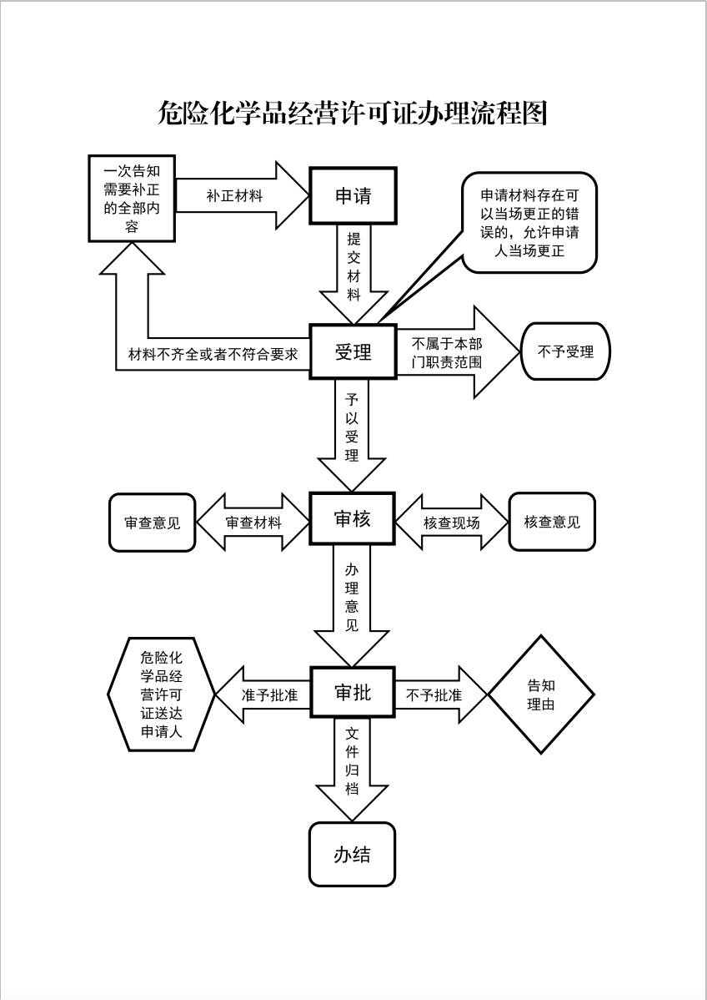 危险化学品经营许可证办理流程图
一次告知
需要补正
的全部内
容
补正材料
申请
申请材料存在可
以当场更正的错
误的，允许申请
人当场更正
提
交
材
料
材料不齐全或者不符合要求
受理
不属于本部
门职责范围
不予受理
予
以
受
理
审查意见
审查材料
审核
核查现场
核查意见
办
理
意
见
危险化
学品经
营许可
证送达
申请人
准予批准
审批
不予批准
告知
理由
文
件
归
档
办结